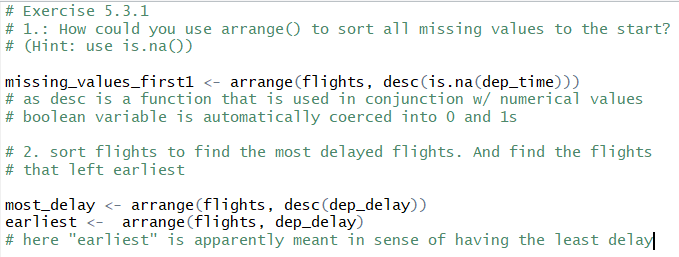 # Exercise 5.3.1
# 1.: How could you use arrange() to sort all missing values to the start?
# (Hint: use is.na())
missing_values_first1 <- arrange(flights, desc(is.na(dep_time)))
# as desc is a function that is used in conjunction w/ numerical values
# boolean variable is automatically coerced into 0 and 1s
# 2. sort flights to find the most delayed flights. And find the flights
# that left earliest
most_delay <- arrange(flights, desc(dep_delay))
earliest <-  arrange(flights, dep_delay)
# here "earliest" is apparently meant in sense of having the least delay